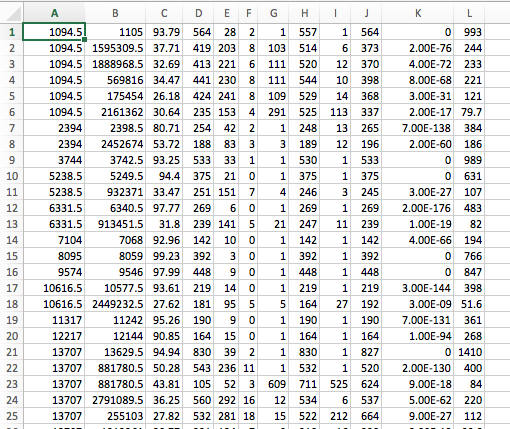 A B C D E F G H I J K L
1 1094.5 1105 93.79 564 28 2 1 557 1 564 0 993
2 1094.5 1595309.5 37.71 419 203 8 103 514 6 373 2.00E-76 244
3 1094.5 1888968.5 32.69 413 221 6 111 520 12 370 4.00E-72 233
4 1094.5 569816 34.47 441 230 8 111 544 10 398 8.00E-68 221
5 1094.5 175454 26.18 424 241 8 109 529 14 368 3.00E-31 121
6 1094.5 2161362 30.64 235 153 4 291 525 113 337 2.00E-17 79.7
7 2394 2398.5 80.71 254 42 2 1 248 13 265 7.00E-138 384
8 2394 2452674 53.72 188 83 3 3 189 12 196 2.00E-60 186
9 3744 3742.5 93.25 533 33 1 1 530 1 533 0 989
10 5238.5 5249.5 94.4 375 21 0 1 375 1 375 0 631
11 5238.5 932371 33.47 251 151 7 4 246 3 245 3.00E-27 107
12 6331.5 6340.5 97.77 269 6 0 1 269 1 269 2.00E-176 483
13 6331.5 913451.5 31.8 239 141 5 21 247 11 239 1.00E-19 82
14 7104 7068 92.96 142 10 0 1 142 1 142 4.00E-66 194
15 8095 8059 99.23 392 3 0 1 392 1 392 0 766
16 9574 9546 97.99 448 9 0 1 448 1 448 0 847
17 10616.5 10577.5 93.61 219 14 0 1 219 1 219 3.00E-144 398
18 10616.5 2449232.5 27.62 181 95 5 5 164 27 192 3.00E-09 51.6
19 11317 11242 95.26 190 9 0 1 190 1 190 7.00E-131 361
20 12217 12144 90.85 164 15 0 1 164 1 164 1.00E-94 268
21 13707 13629.5 94.94 830 39 2 1 830 1 827 0 1410
22 13707 881780.5 50.28 543 236 11 1 532 1 520 2.00E-130 400
23 13707 881780.5 43.81 105 52 3 609 711 525 624 9.00E-18 84
24 13707 2791089.5 36.25 560 292 16 12 534 6 537 5.00E-62 220
25 13707 255103 27.82 532 281 18 15 522 212 664 9.00E-27 112